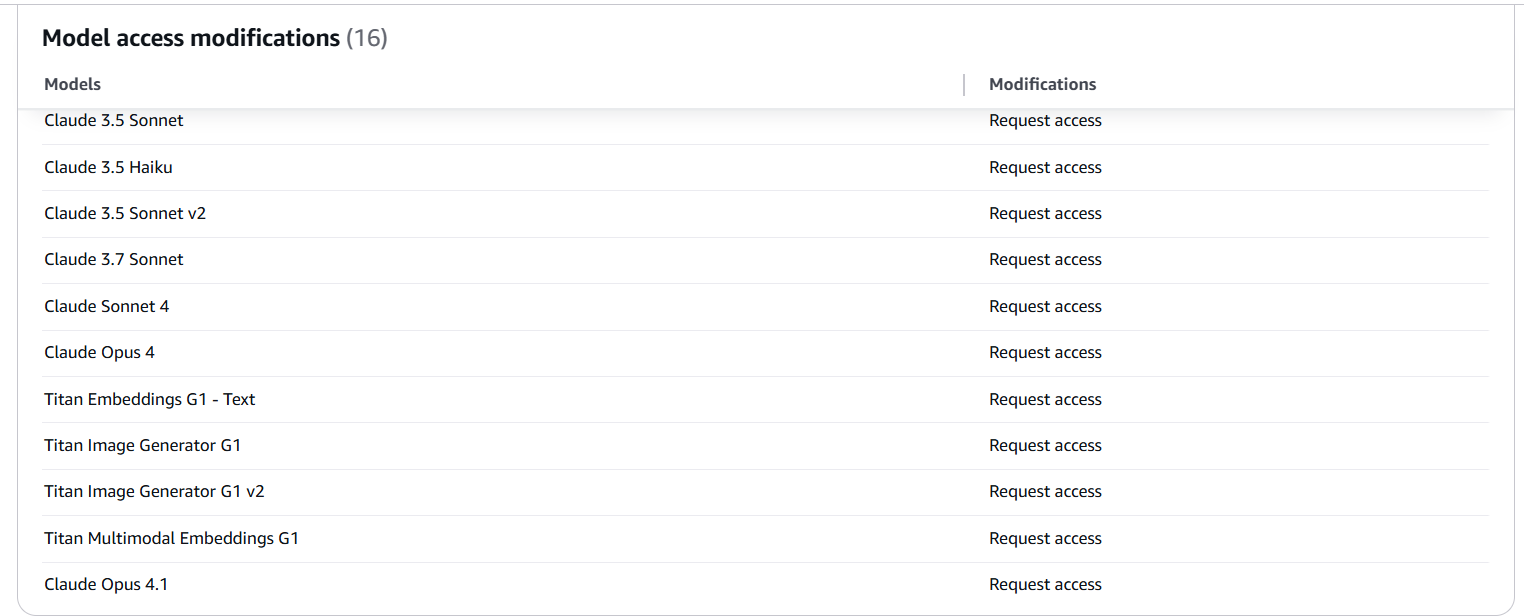 Model access modifications (16)
Models Modifications
Claude 3.5 Sonnet Request access
Claude 3.5 Haiku Request access
Claude 3.5 Sonnet v2 Request access
Claude 3.7 Sonnet Request access
Claude Sonnet 4 Request access
Claude Opus 4 Request access
Titan Embeddings G1 - Text Request access
Titan Image Generator G1 Request access
Titan Image Generator G1 v2 Request access
Titan Multimodal Embeddings G1 Request access
Claude Opus 4.1 Request access